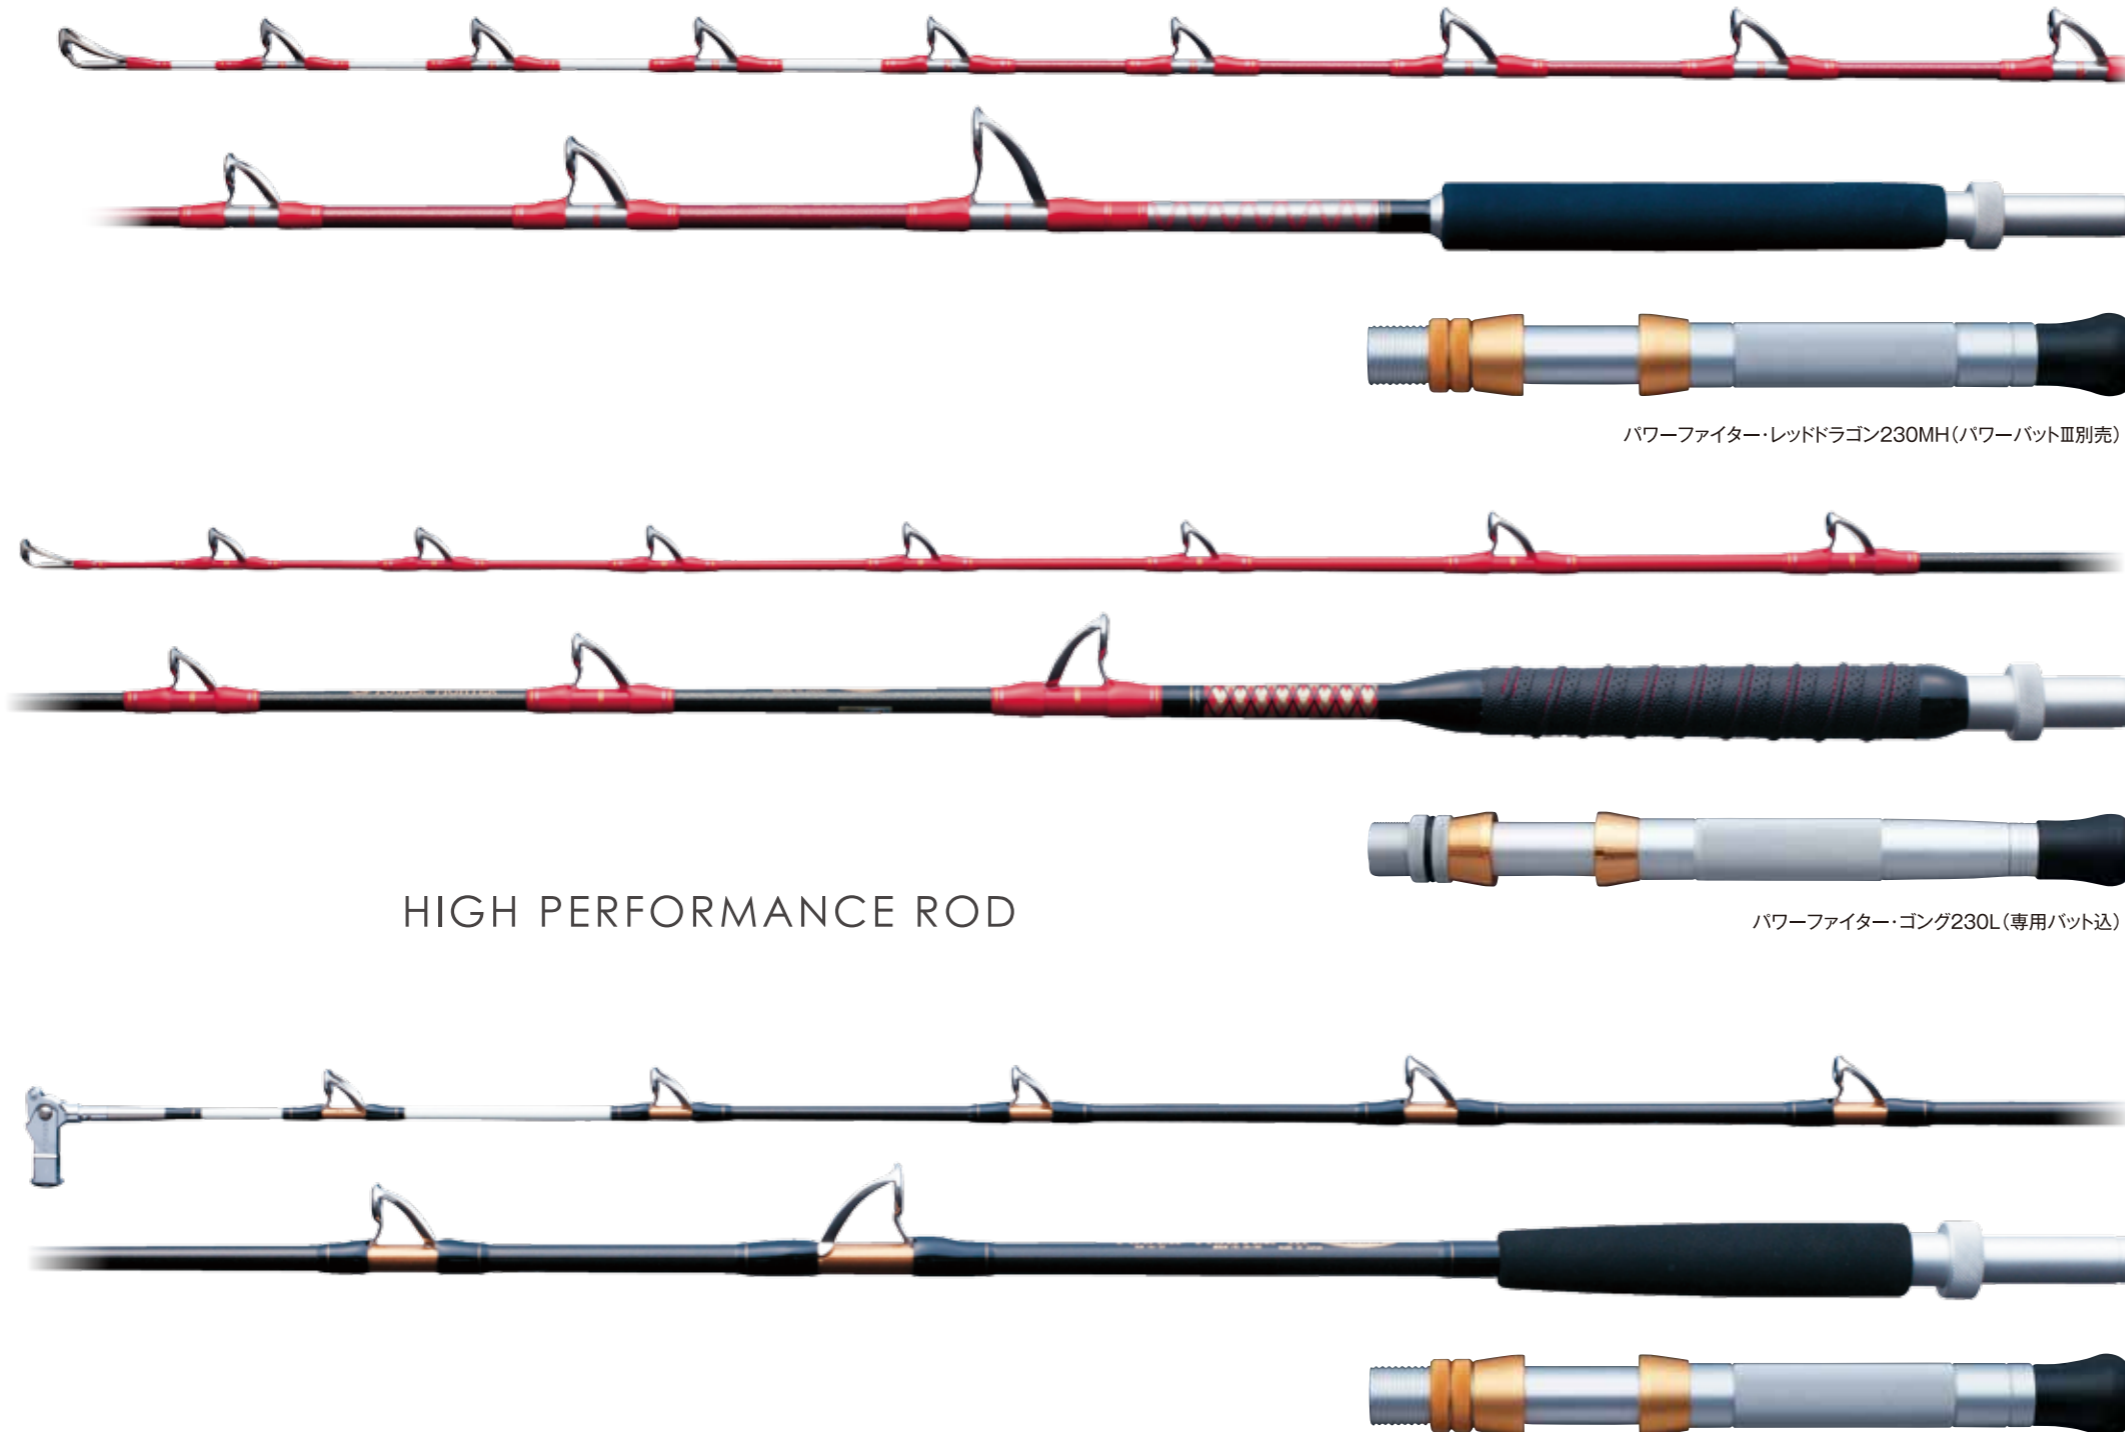 パワーファイター・レッドドラゴン230MH（パワーバットⅢ別売）
HIGH PERFORMANCE ROD
パワーファイター・ゴング230L（専用バット込）